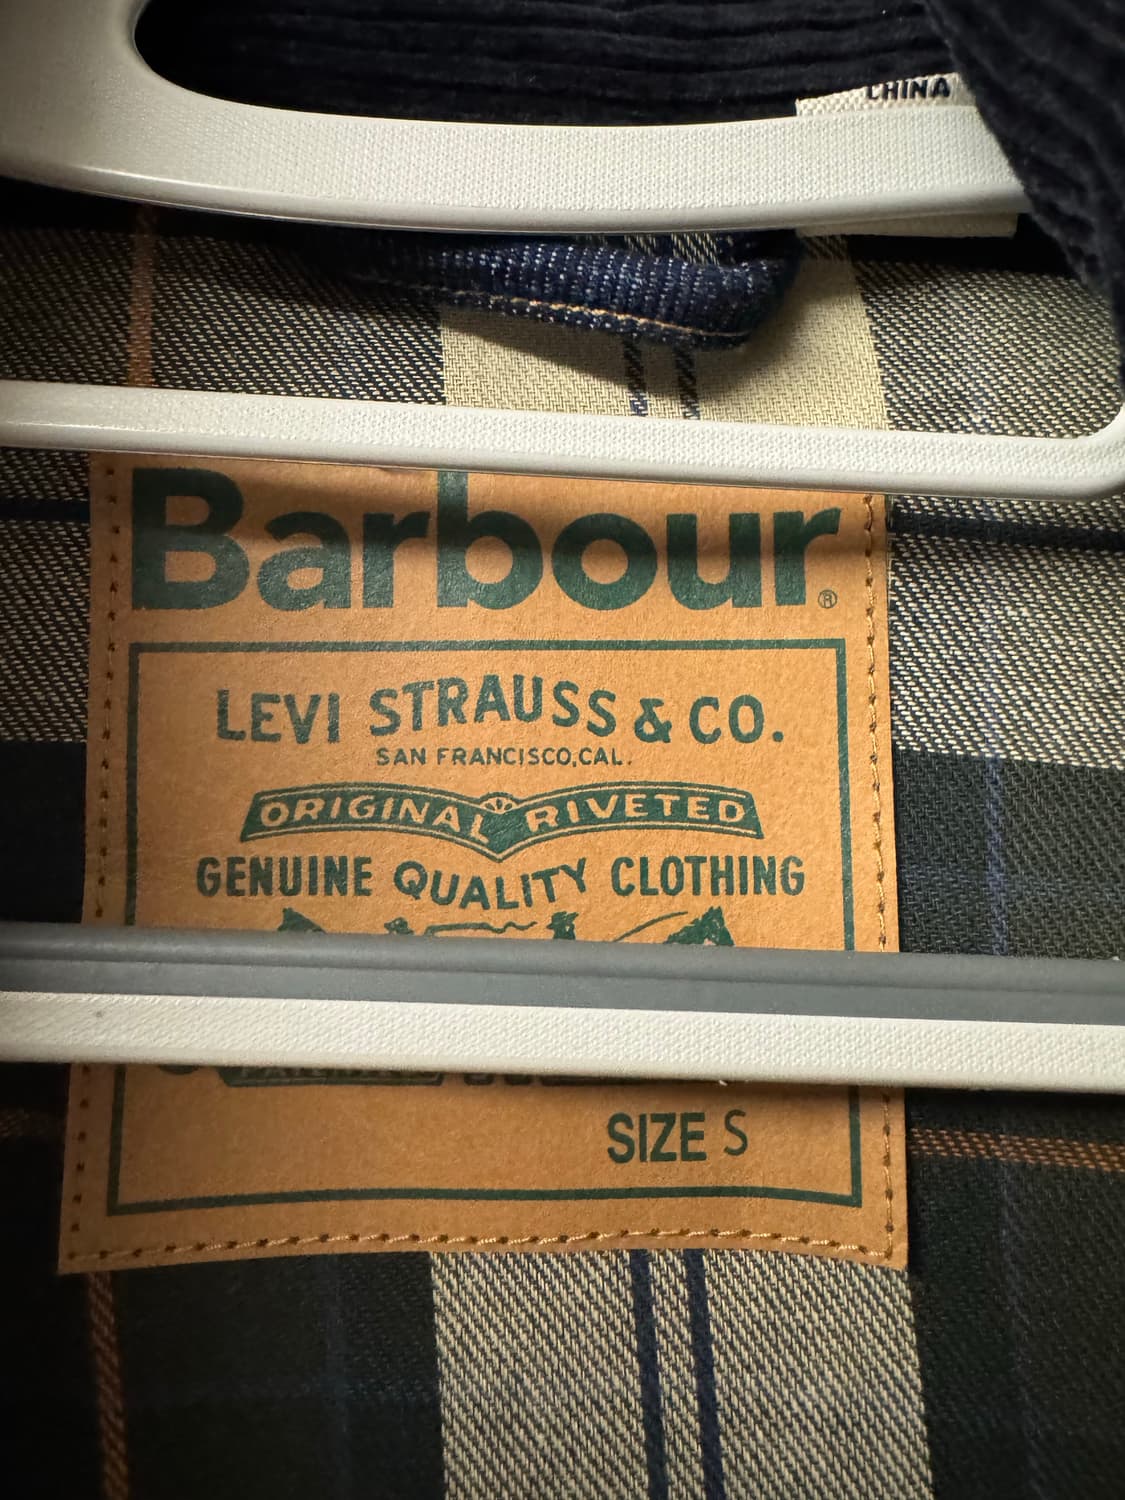 CHINA
Barbour®
LEVI STRAUSS & CO.
SAN FRANCISCO, CAL.
ORIGINAL RIVETED
GENUINE QUALITY CLOTHING
SIZE S